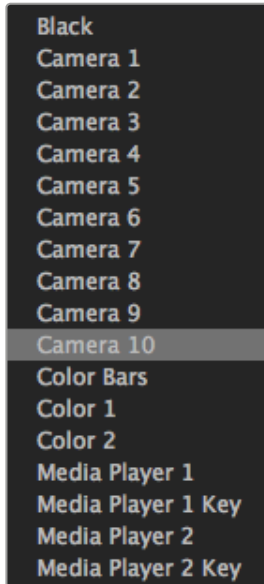 Black
Camera 1
Camera 2
Camera 3
Camera 4
Camera 5
Camera 6
Camera 7
Camera 8
Camera 9
Camera 10
Color Bars
Color 1
Color 2
Media Player 1
Media Player 1 Key
Media Player 2
Media Player 2 Key